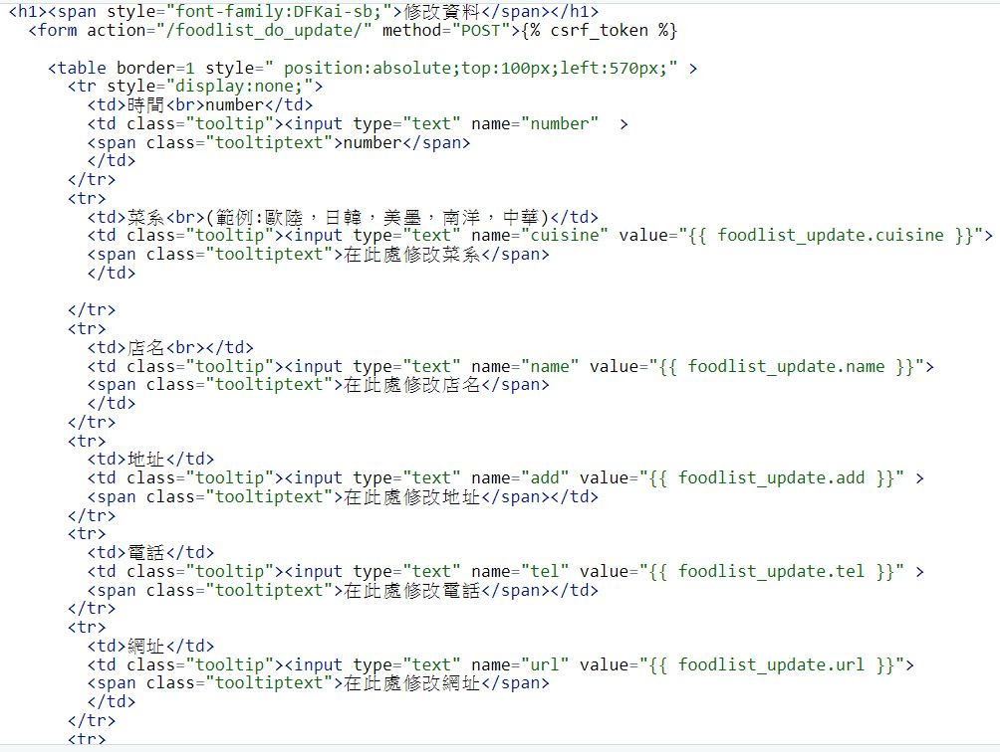 <h1><span style="font-family:DFKai-sb;">修改資料</span></h1>
<form action="/foodlist_do_update/" method="POST">{% csrf_token %}
<table border=1 style=" position:absolute;top:100px;left:570px;" >
<tr style="display:none;">
<td>時間<br>number</td>
<td class="tooltip"><input type="text" name="number"  >
<span class="tooltiptext">number</span>
</td>
</tr>
<tr>
<td>菜系<br>(範例:歐陸，日韓，美墨，南洋，中華)</td>
<td class="tooltip"><input type="text" name="cuisine" value="{{ foodlist_update.cuisine }}">
<span class="tooltiptext">在此處修改菜系</span>
</td>
</tr>
<tr>
<td>店名<br></td>
<td class="tooltip"><input type="text" name="name" value="{{ foodlist_update.name }}">
<span class="tooltiptext">在此處修改店名</span>
</td>
</tr>
<tr>
<td>地址</td>
<td class="tooltip"><input type="text" name="add" value="{{ foodlist_update.add }}" >
<span class="tooltiptext">在此處修改地址</span></td>
</tr>
<tr>
<td>電話</td>
<td class="tooltip"><input type="text" name="tel" value="{{ foodlist_update.tel }}" >
<span class="tooltiptext">在此處修改電話</span></td>
</tr>
<tr>
<td>網址</td>
<td class="tooltip"><input type="text" name="url" value="{{ foodlist_update.url }}">
<span class="tooltiptext">在此處修改網址</span>
</td>
</tr>
<tr>